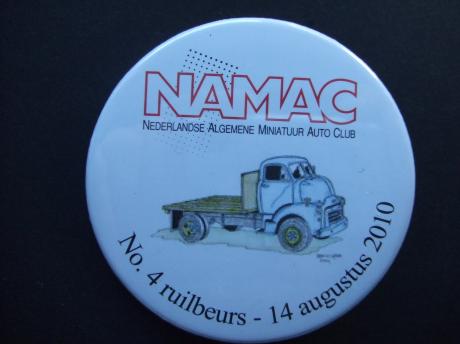 NAMAC
NEDERLANDSE ALGEMENE MINIATUUR AUTO CLUB
No. 4 ruilbeurs - 14 augustus 2010